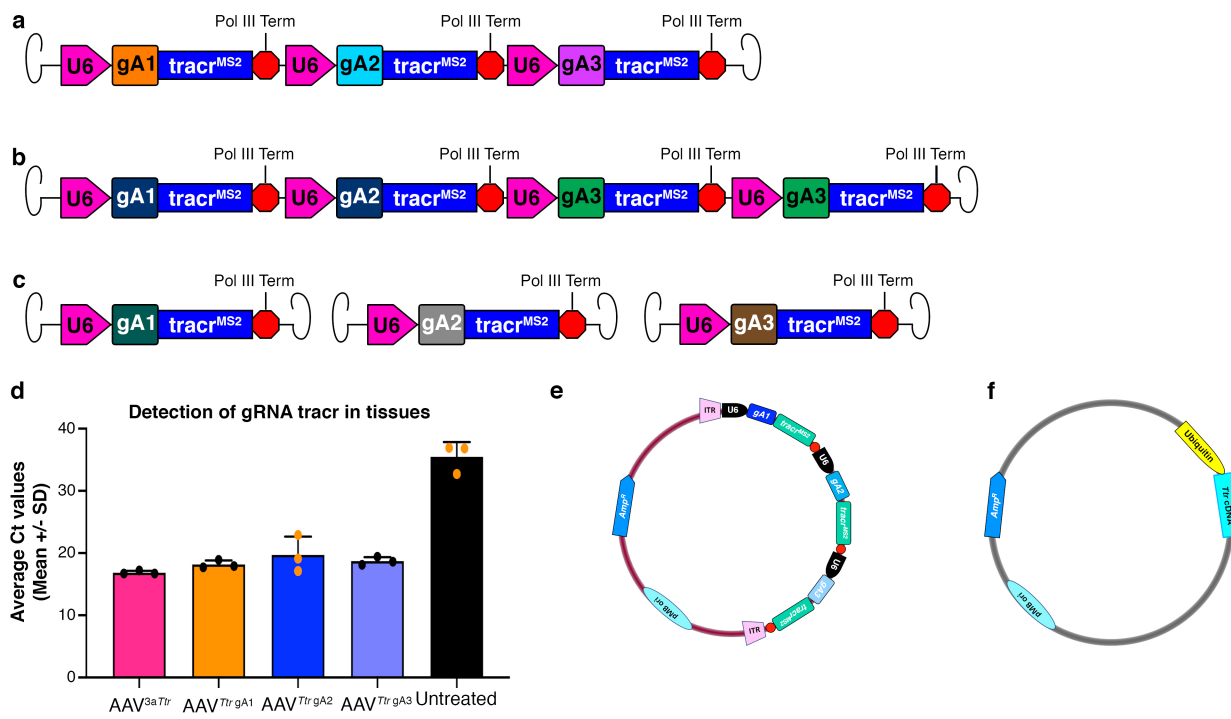 a
Pol III Term Pol III Term Pol III Term
U6 gA1 tracrMS2 U6 gA2 tracrMS2 U6 gA3 tracrMS2
b
Pol III Term Pol III Term Pol III Term Pol III Term
U6 gA1 tracrMS2 U6 gA2 tracrMS2 U6 gA3 tracrMS2 U6 gA3 tracrMS2
c
Pol III Term Pol III Term Pol III Term
U6 gA1 tracrMS2 U6 gA2 tracrMS2 U6 gA3 tracrMS2
d
Detection of gRNA tracr in tissues
Average Ct values
(Mean +/- SD)
40
30
20
10
0
AAV3a Ttr AAVTtr gA1 AAVTtr gA2 AAVTtr gA3 Untreated
e
ITR
U6
gA1
tracrMS2
U6
gA2
tracrMS2
U6
gA3
tracrMS2
ITR
pMB ori
AmpR
f
Ubiquitin
Ttr cDNA
pMB ori
AmpR